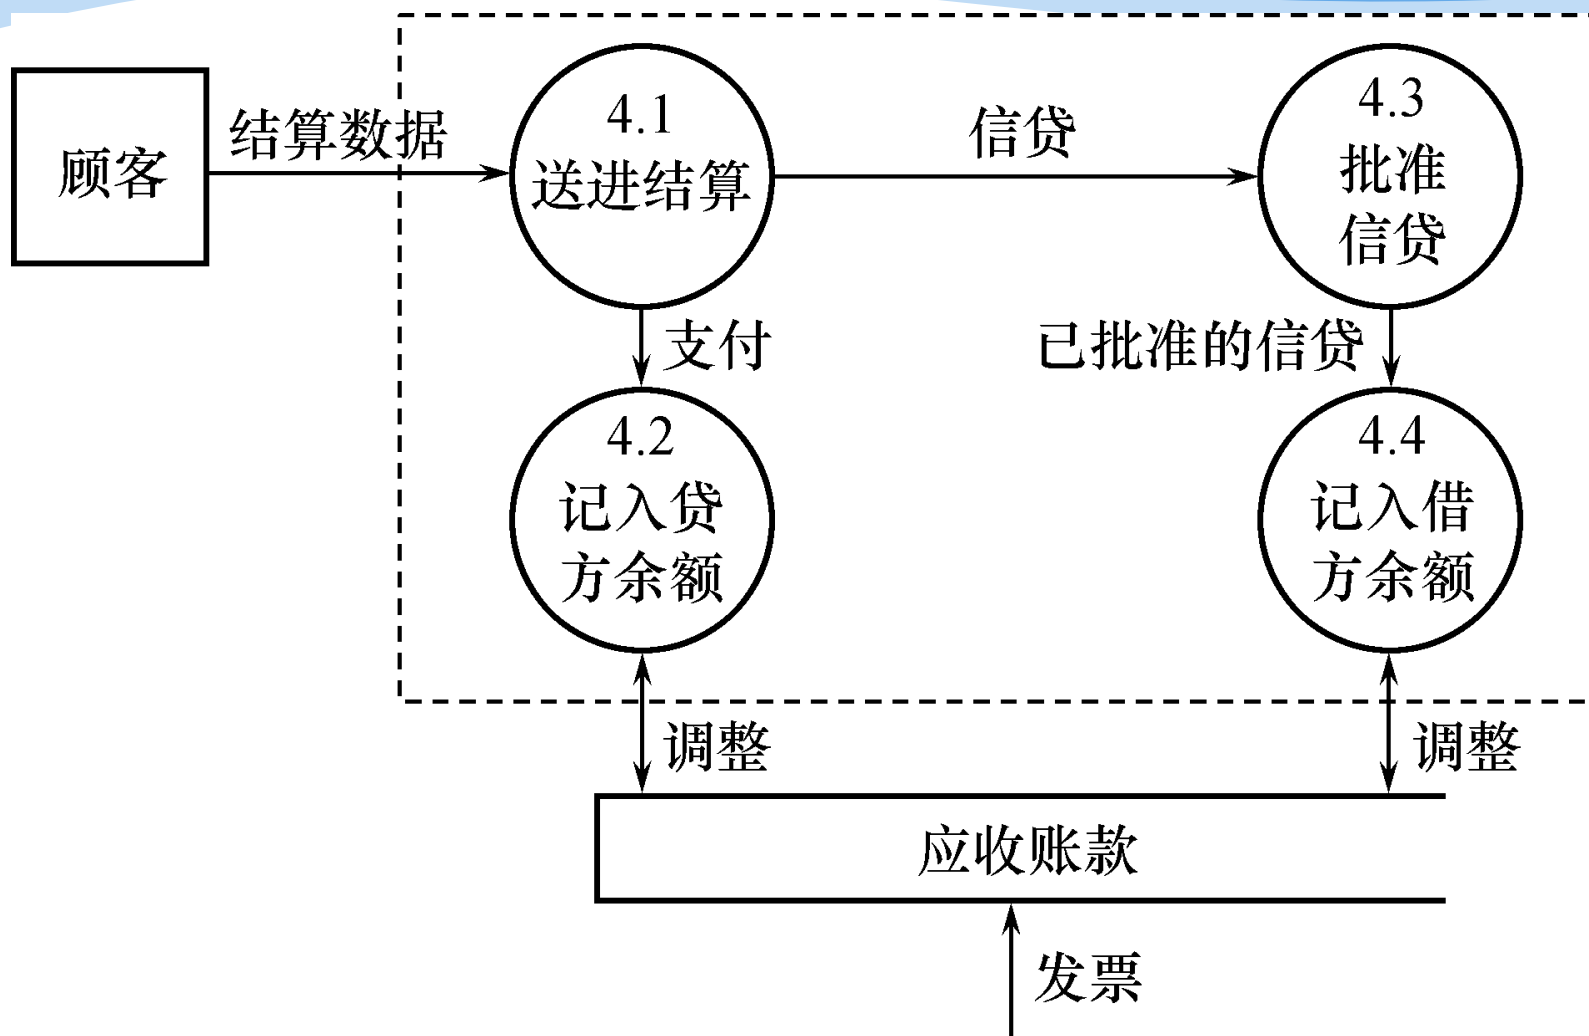 顾客
结算数据
4.1
送进结算
信贷
4.3
批准
信贷
支付
已批准的信贷
4.2
记入贷
方余额
4.4
记入借
方余额
调整
调整
应收账款
发票